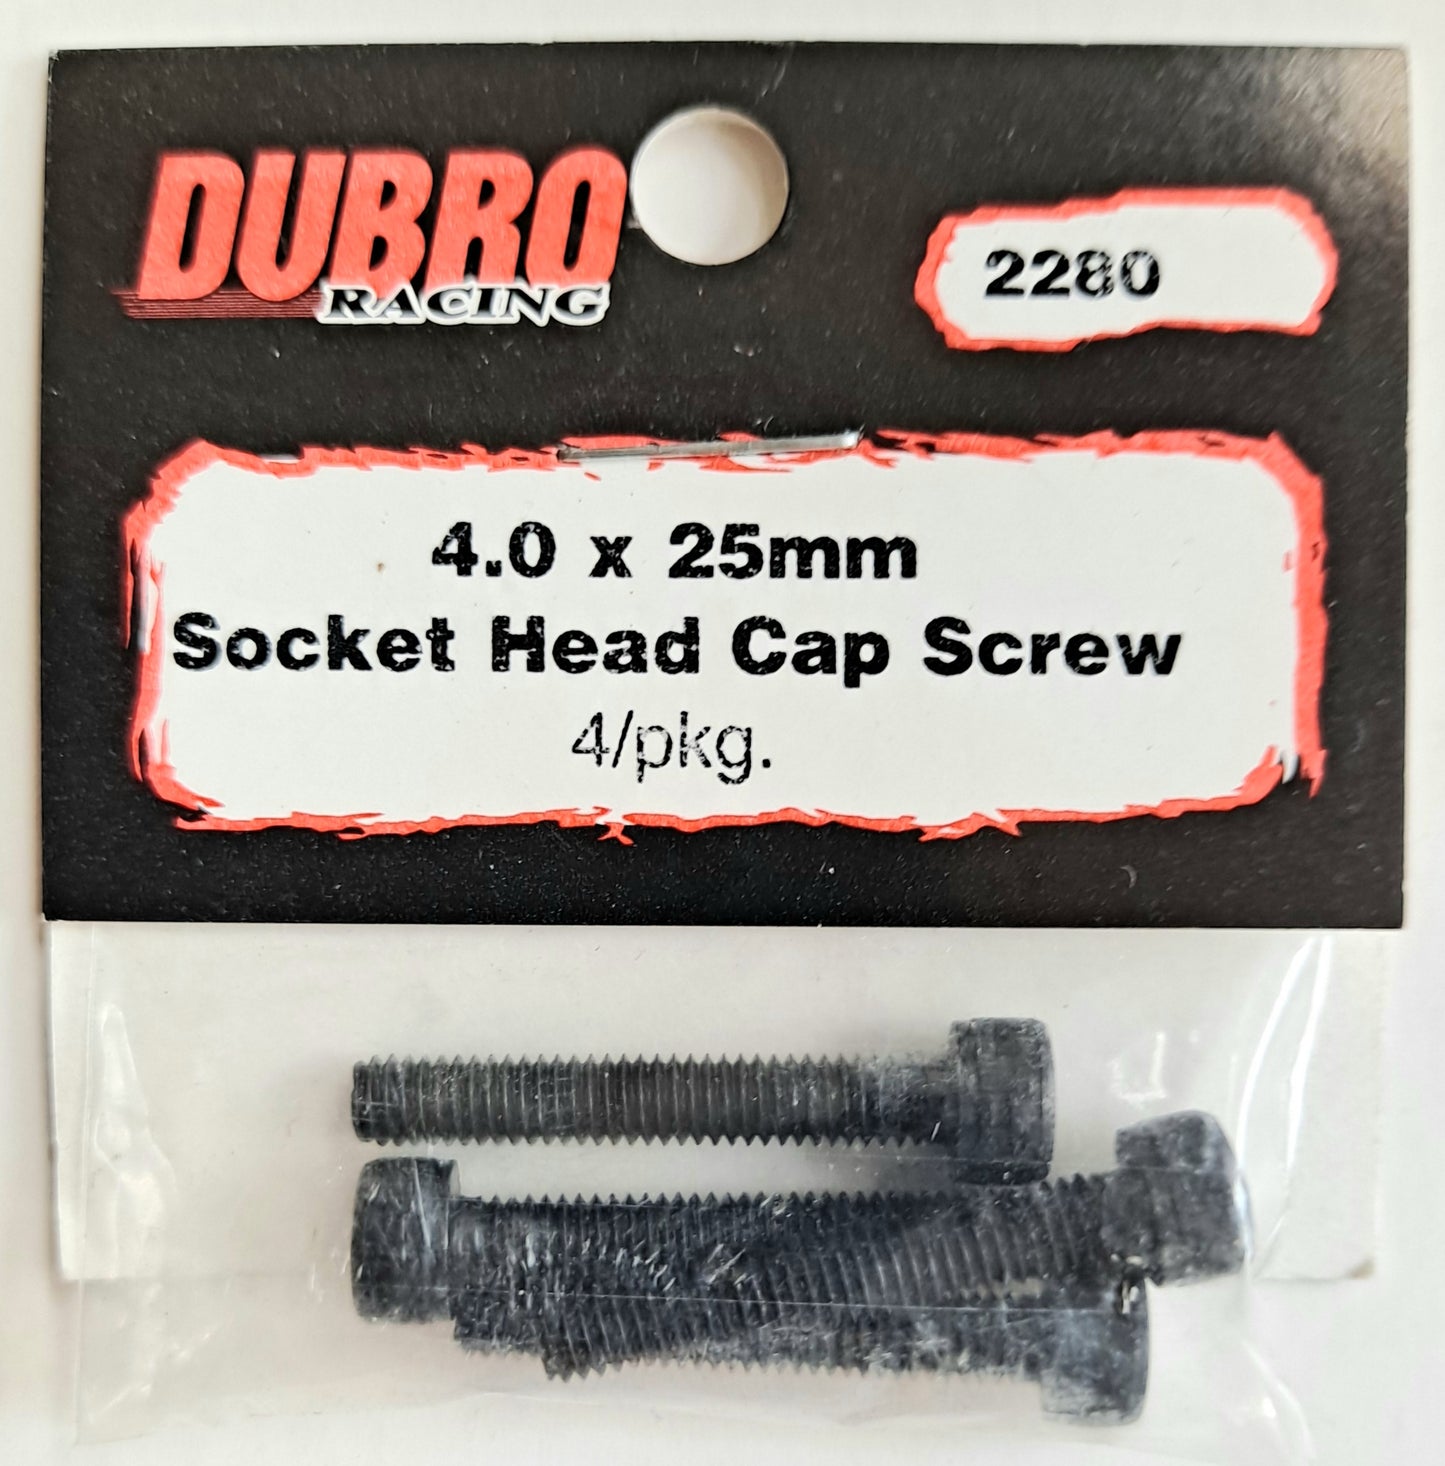 DUBRO
RACING
2280
4.0 x 25mm
Socket Head Cap Screw
4/pkg.